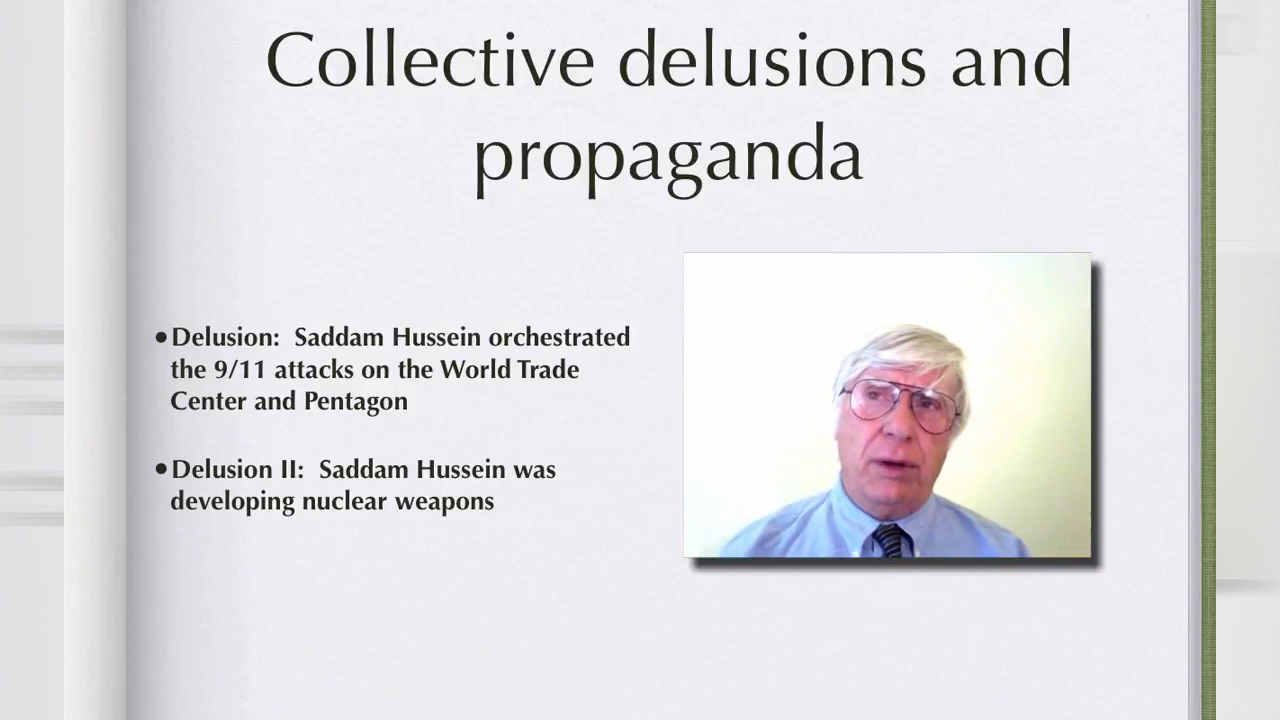 Collective delusions and
propaganda
•Delusion:  Saddam Hussein orchestrated
the 9/11 attacks on the World Trade
Center and Pentagon
•Delusion II:  Saddam Hussein was
developing nuclear weapons